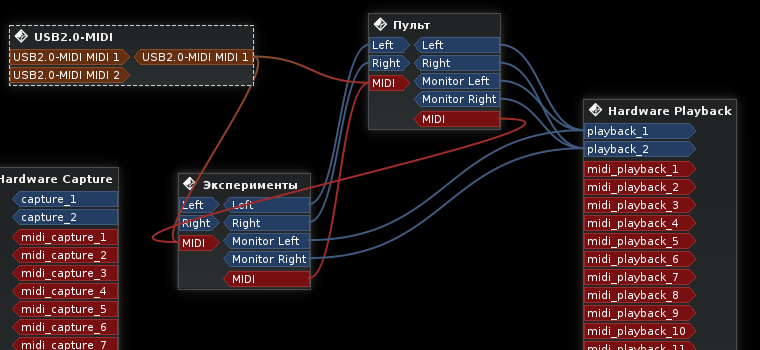 USB2.0-MIDI
USB2.0-MIDI MIDI 1
USB2.0-MIDI MIDI 1
USB2.0-MIDI MIDI 2
Пульт
Left
Left
Right
Right
Monitor Left
MIDI
Monitor Right
MIDI
Hardware Capture
capture_1
capture_2
midi_capture_1
midi_capture_2
midi_capture_3
midi_capture_4
midi_capture_5
midi_capture_6
midi_capture_7
Эксперименты
Left
Left
Right
Right
MIDI
Monitor Left
Monitor Right
MIDI
Hardware Playback
playback_1
playback_2
midi_playback_1
midi_playback_2
midi_playback_3
midi_playback_4
midi_playback_5
midi_playback_6
midi_playback_7
midi_playback_8
midi_playback_9
midi_playback_10
midi_playback_11